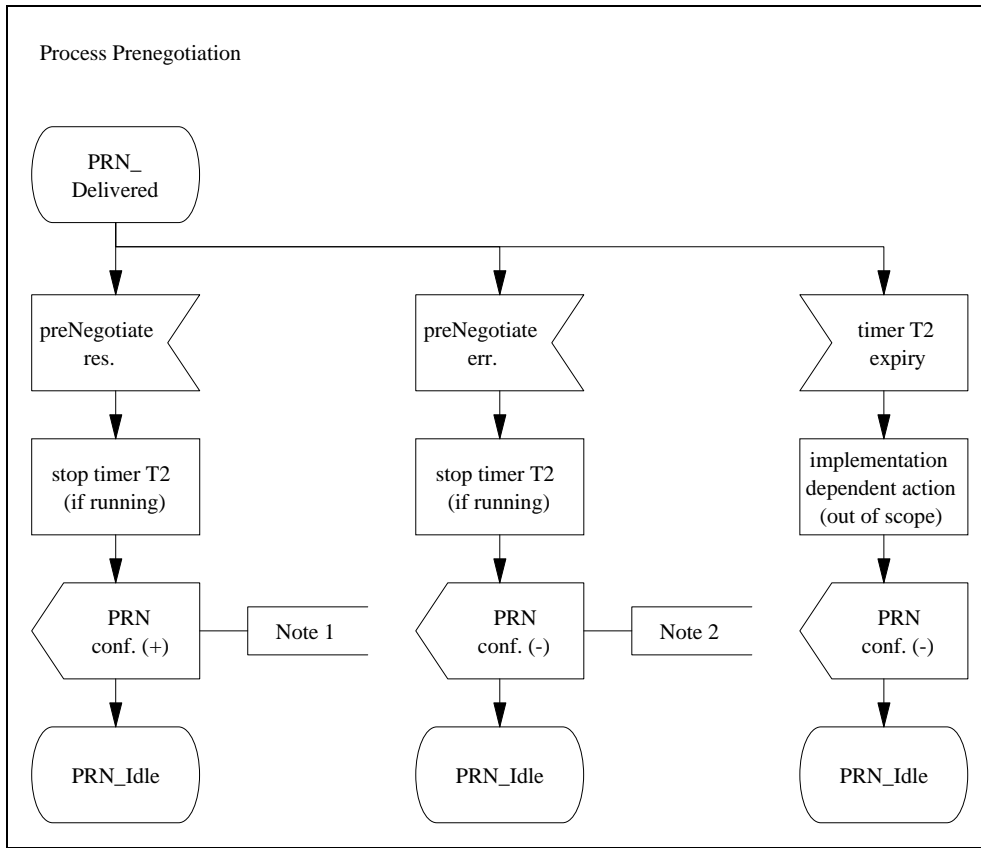 Process Prenegotiation
PRN_
Delivered
preNegotiate
res.
preNegotiate
err.
timer T2
expiry
stop timer T2
(if running)
stop timer T2
(if running)
implementation
dependent action
(out of scope)
PRN
conf. (+)
Note 1
PRN
conf. (-)
Note 2
PRN
conf. (-)
PRN_Idle
PRN_Idle
PRN_Idle